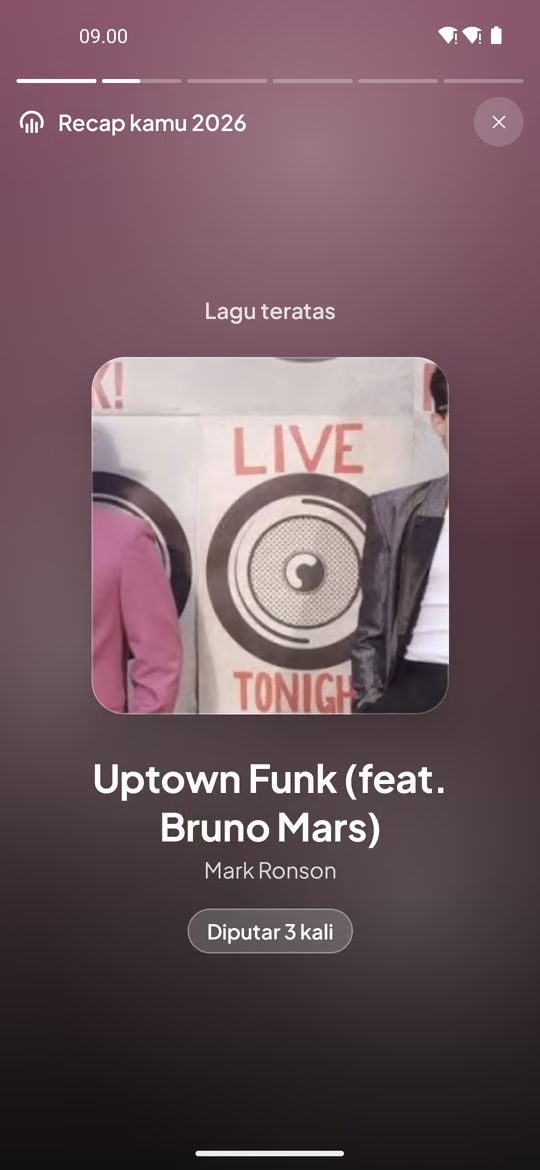 09.00
Recap kamu 2026
Lagu teratas
K!
LIVE
TONIGH
Uptown Funk (feat.
Bruno Mars)
Mark Ronson
Diputar 3 kali